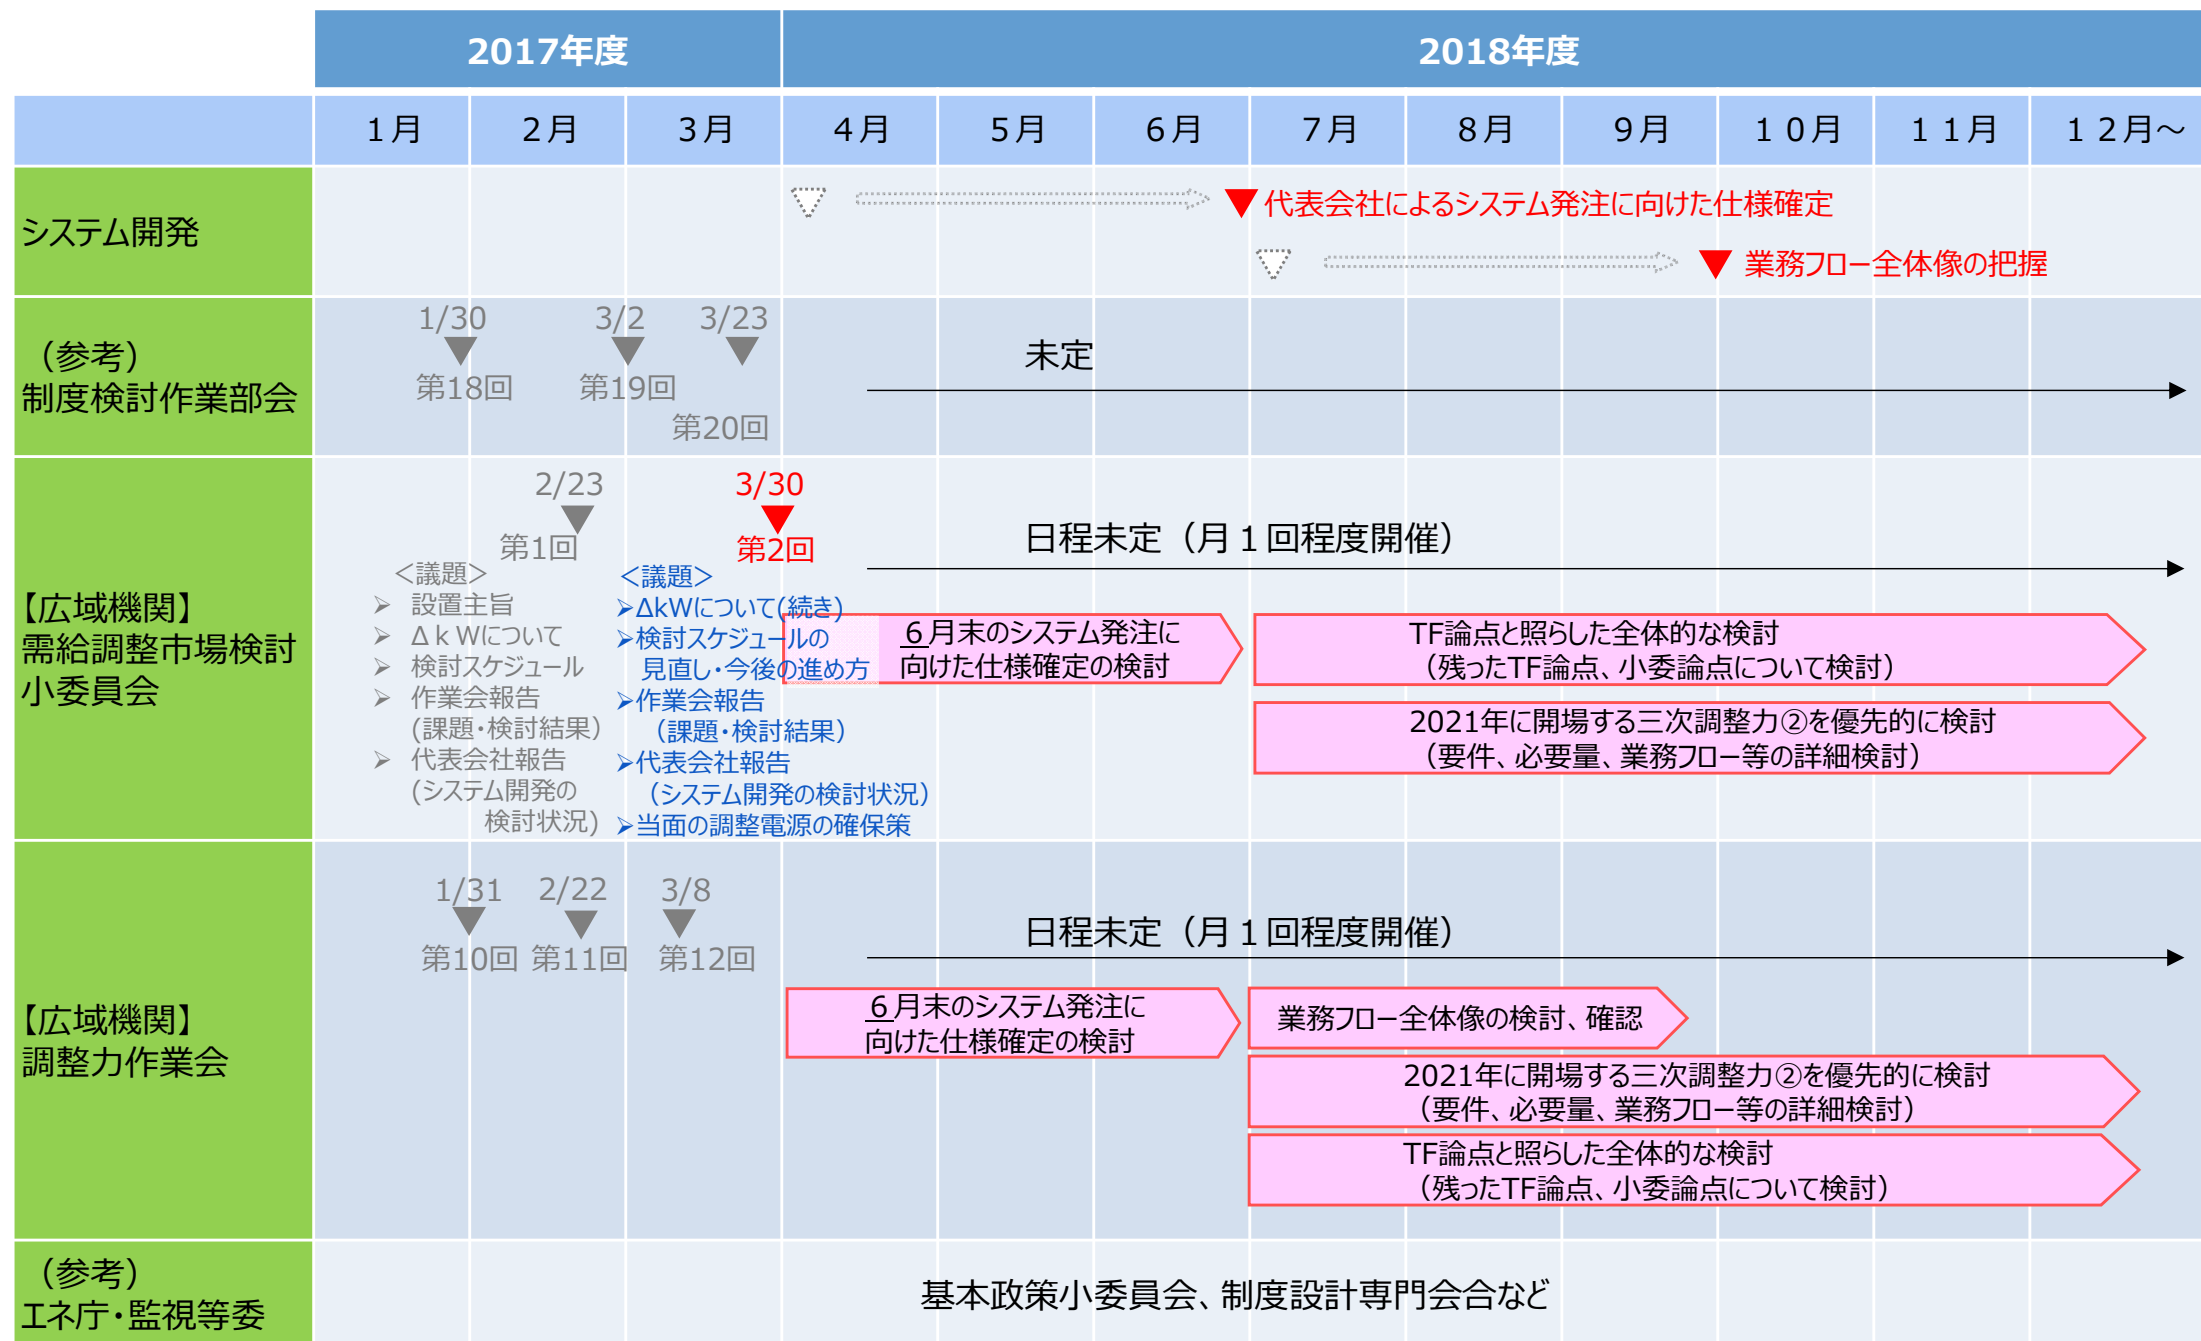 2017年度
2018年度
１月
２月
３月
４月
５月
６月
７月
８月
９月
１０月
１１月
１２月～
システム開発
代表会社によるシステム発注に向けた仕様確定
業務フロー全体像の把握
（参考）
制度検討作業部会
1/30
3/2
3/23
第18回
第19回
第20回
未定
【広域機関】
需給調整市場検討
小委員会
2/23
第1回
3/30
第2回
日程未定（月１回程度開催）
＜議題＞
➢ 設置主旨
➢ ΔｋＷについて
➢ 検討スケジュール
➢ 作業会報告
(課題・検討結果)
➢ 代表会社報告
(システム開発の
検討状況)
＜議題＞
➢ΔkWについて(続き)
➢検討スケジュールの
見直し・今後の進め方
➢作業会報告
（課題・検討結果）
➢代表会社報告
（システム開発の検討状況）
➢当面の調整電源の確保策
６月末のシステム発注に
向けた仕様確定の検討
TF論点と照らした全体的な検討
（残ったTF論点、小委論点について検討）
2021年に開場する三次調整力②を優先的に検討
（要件、必要量、業務フロー等の詳細検討）
【広域機関】
調整力作業会
1/31
2/22
3/8
第10回
第11回
第12回
日程未定（月１回程度開催）
６月末のシステム発注に
向けた仕様確定の検討
業務フロー全体像の検討、確認
2021年に開場する三次調整力②を優先的に検討
（要件、必要量、業務フロー等の詳細検討）
TF論点と照らした全体的な検討
（残ったTF論点、小委論点について検討）
（参考）
エネ庁・監視等委
基本政策小委員会、制度設計専門会合など